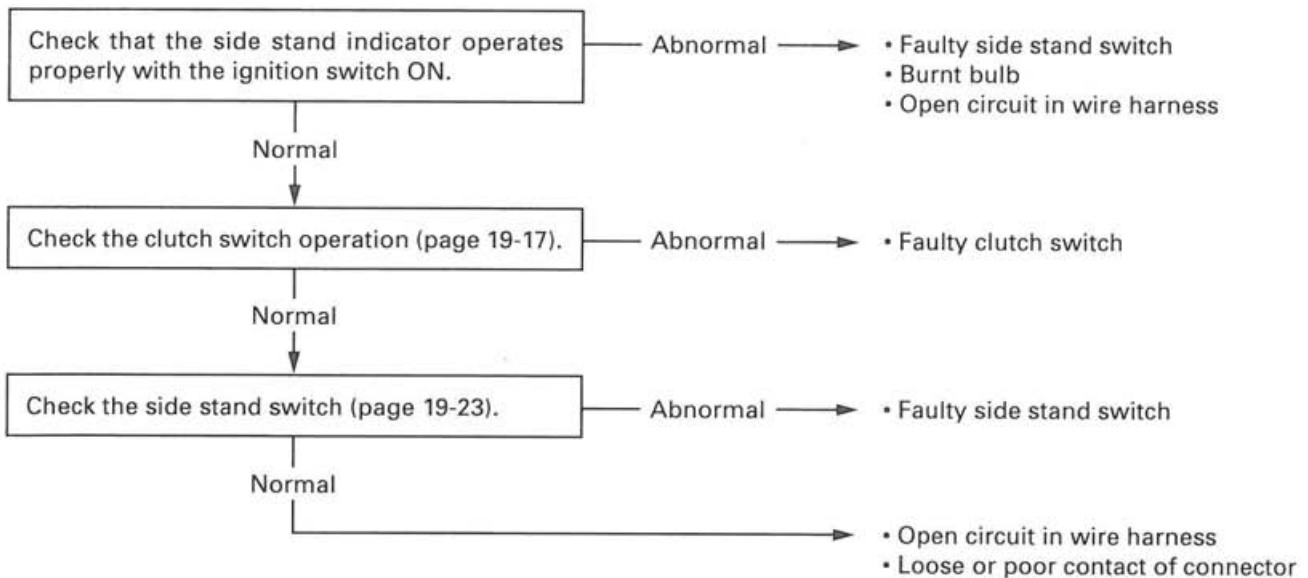 Check that the side stand indicator operates
properly with the ignition switch ON.
Abnormal
• Faulty side stand switch
• Burnt bulb
• Open circuit in wire harness
Normal
Check the clutch switch operation (page 19-17).
Abnormal
• Faulty clutch switch
Normal
Check the side stand switch (page 19-23).
Abnormal
• Faulty side stand switch
Normal
• Open circuit in wire harness
• Loose or poor contact of connector